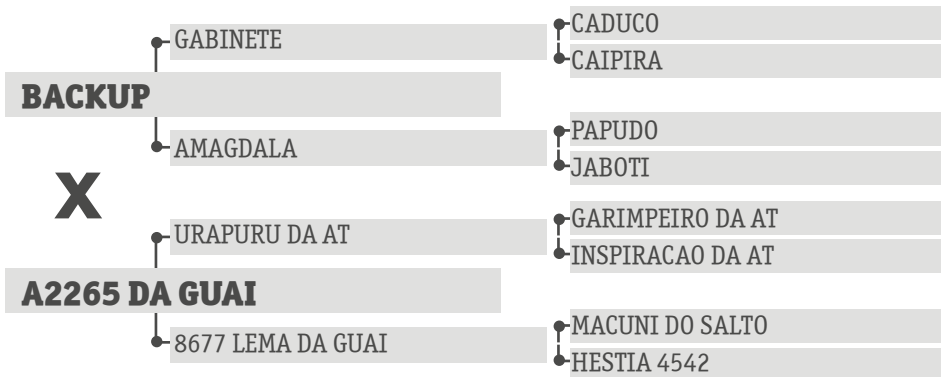 CADUCO
GABINETE
CAIPIRA
BACKUP
PAPUDO
AMAGDALA
JABOTI
X
GARIMPEIRO DA AT
URAPURU DA AT
INSPIRACAO DA AT
A2265 DA GUAI
MACUNI DO SALTO
8677 LEMA DA GUAI
HESTIA 4542